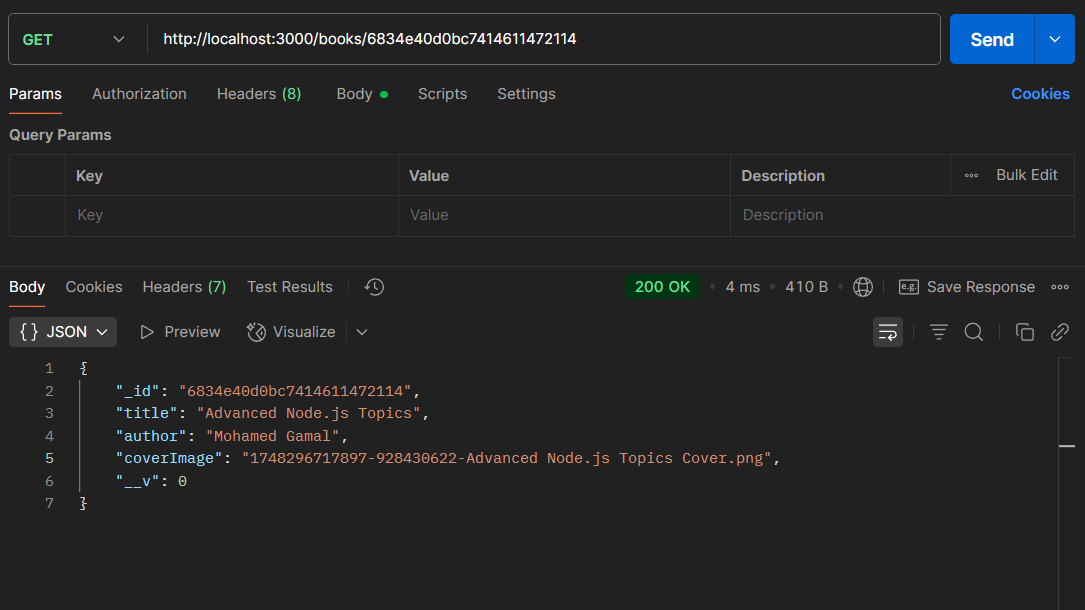 GET http://localhost:3000/books/6834e40d0bc7414611472114 Send
Params Authorization Headers (8) Body Scripts Settings Cookies
Query Params
Key Value Description Bulk Edit
Key Value Description
Body Cookies Headers (7) Test Results 200 OK 4 ms 410 B e.g. Save Response
{} JSON Preview Visualize
1 {
2 "_id": "6834e40d0bc7414611472114",
3 "title": "Advanced Node.js Topics",
4 "author": "Mohamed Gamal",
5 "coverImage": "1748296717897-928430622-Advanced Node.js Topics Cover.png",
6 "__v": 0
7 }